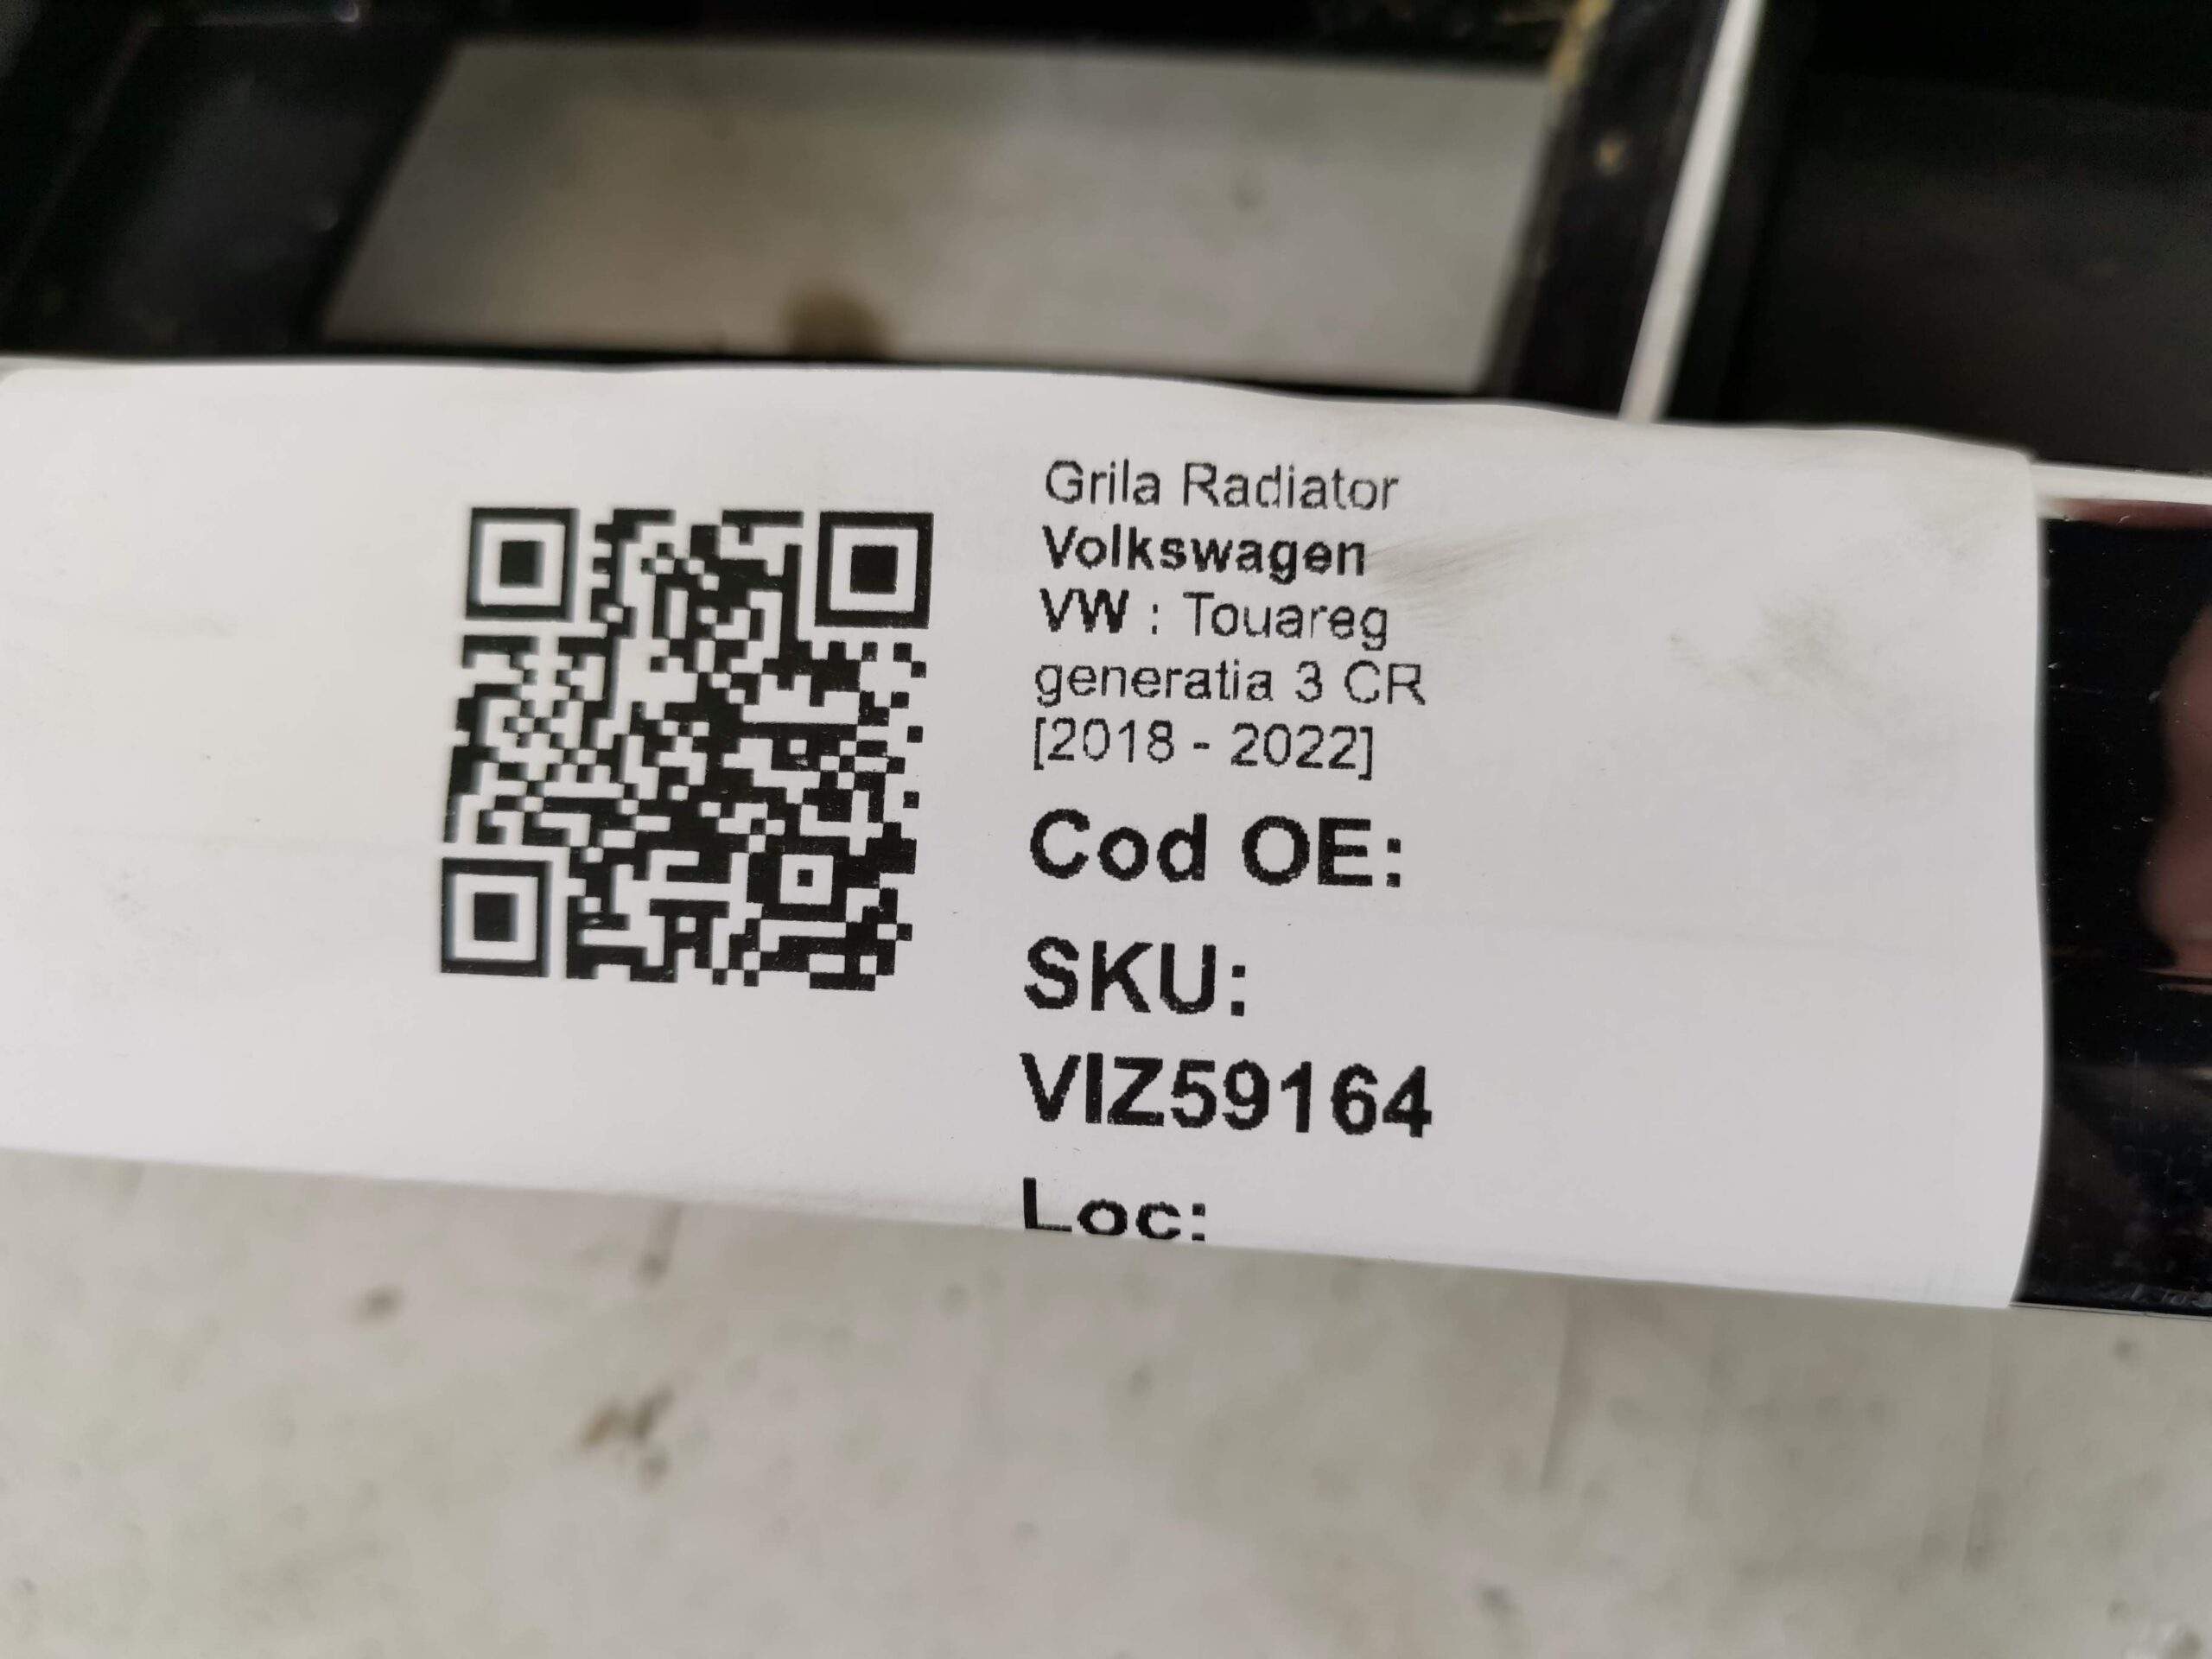 Grila Radiator
Volkswagen
VW : Touareg
generatia 3 CR
[2018 - 2022]
Cod OE:
SKU:
VIZ59164
Loc: